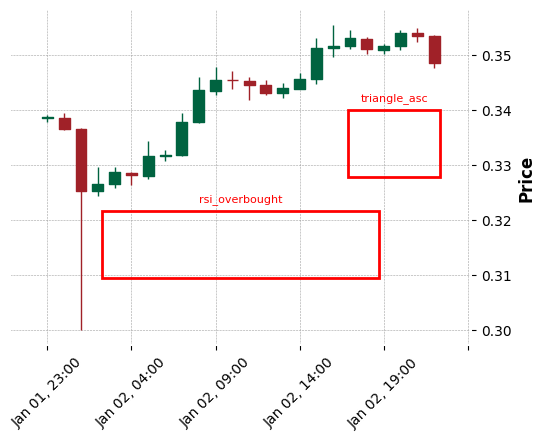 0.35
0.34
0.33
0.32
0.31
0.30
Price
triangle_asc
rsi_overbought
Jan 01, 23:00
Jan 02, 04:00
Jan 02, 09:00
Jan 02, 14:00
Jan 02, 19:00